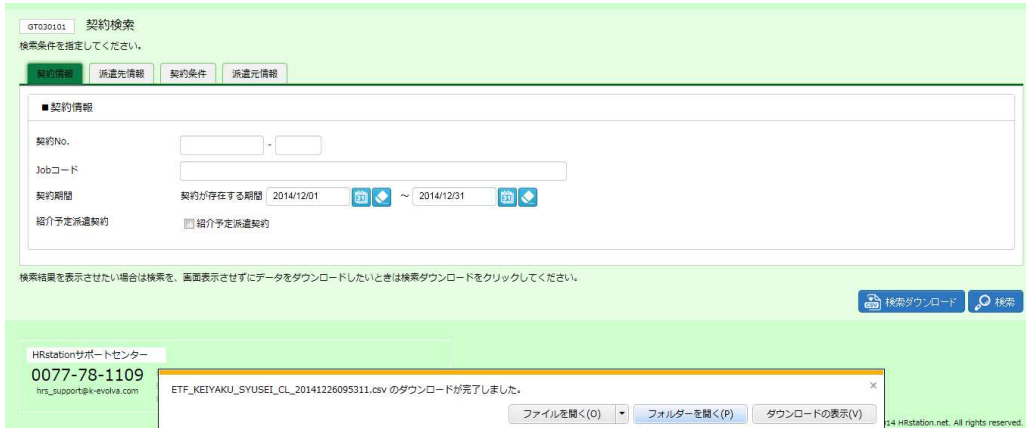 GT030101 契約検索
検索条件を指定してください。
契約情報 派遣先情報 契約条件 派遣元情報
■契約情報
契約No. -
Jobコード
契約期間 契約が存在する期間 2014/12/01 31 ～ 2014/12/31 31
紹介予定派遣契約 紹介予定派遣契約
検索結果を表示させたい場合は検索を、画面表示させずにデータをダウンロードしたいときは検索ダウンロードをクリックしてください。
CSV 検索ダウンロード 検索
HRstationサポートセンター
0077-78-1109
hrs_support@k-evolva.com
ETF_KEIYAKU_SYUSEI_CL_20141226095311.csv のダウンロードが完了しました。 ×
ファイルを開く(O) フォルダーを開く(P) ダウンロードの表示(V)
14 HRstation.net. All rights reserved.